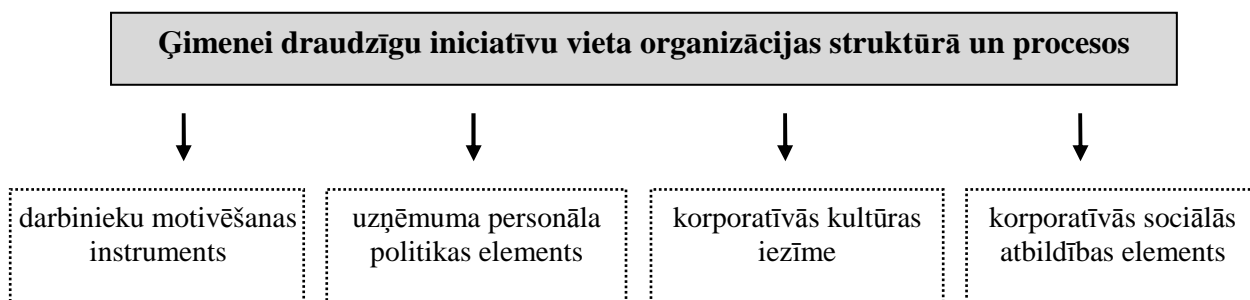 Ģimenei draudzīgu iniciatīvu vieta organizācijas struktūrā un procesos
darbinieku motivēšanas
instruments
uzņēmuma personāla
politikas elements
korporatīvās kultūras
iezīme
korporatīvās sociālās
atbildības elements